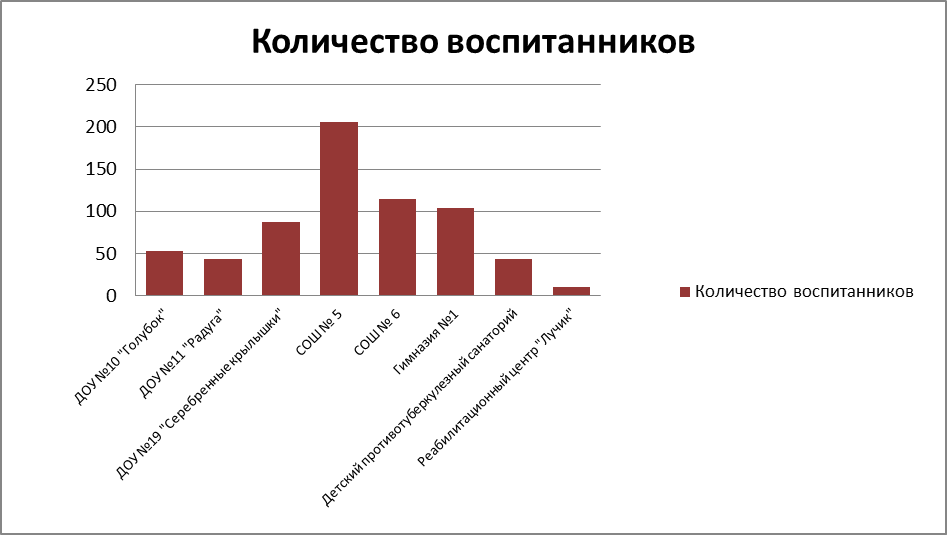 Количество воспитанников
250
200
150
100
50
0
ДОУ №10 "Голубок"
ДОУ №11 "Радуга"
ДОУ №19 "Серебренные крылышки"
СОШ № 5
СОШ № 6
Гимназия №1
Детский противотуберкулезный санаторий
Реабилитационный центр "Лучик"
Количество воспитанников